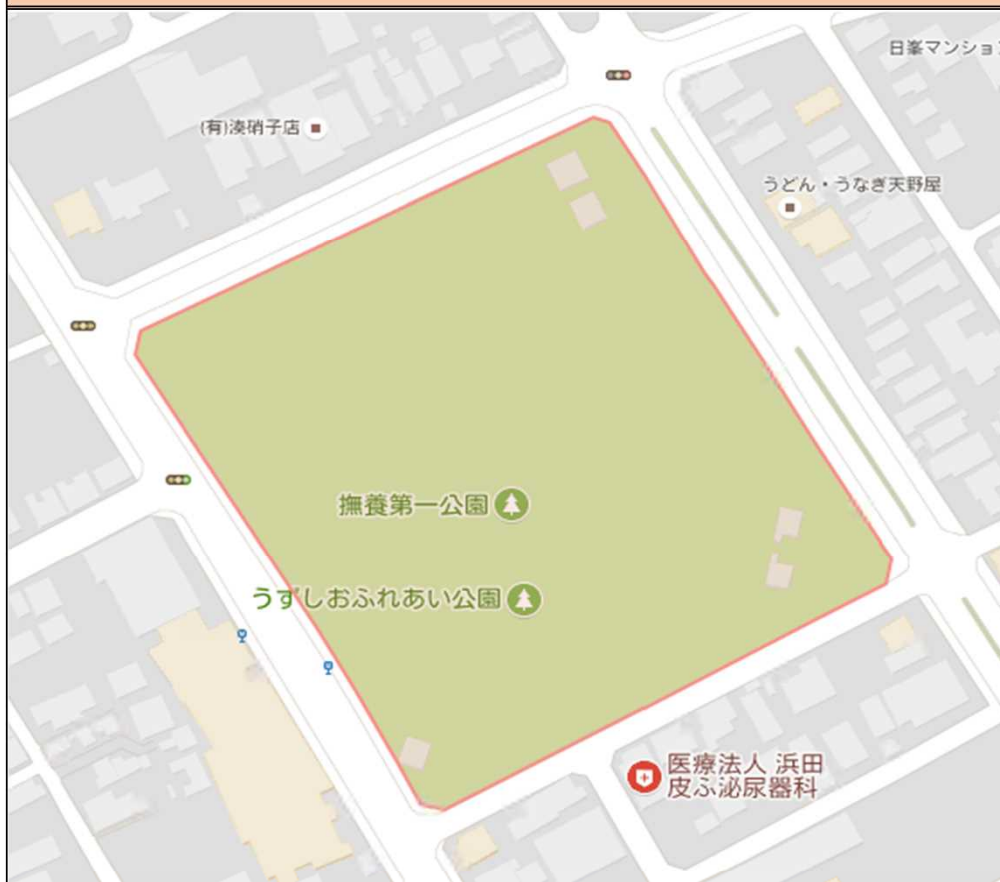 日峯マンション
(有)湊硝子店
うどん・うなぎ天野屋
撫養第一公園
うずしおふれあい公園
医療法人 浜田
皮ふ泌尿器科